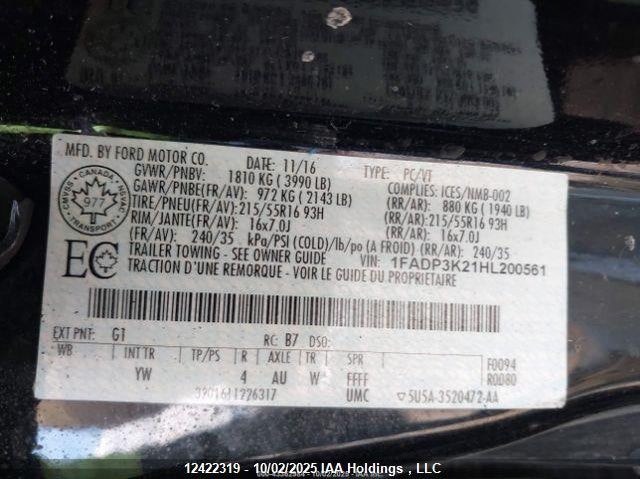 MFD. BY FORD MOTOR CO.
DATE: 11/16
TYPE: PC/VT
GVWR/PNBV: 1810 KG ( 3990 LB)
COMPLIES: ICES/NMB-002
GAWR/PNBE(FR/AV): 972 KG ( 2143 LB)
(RR/AR): 880 KG ( 1940 LB)
TIRE/PNEU(FR/AV):215/55R16 93H
(RR/AR):215/55R16 93H
RIM/JANTE(FR/AV): 16x7.0J
(RR/AR): 16x7.0J
(FR/AV): 240/35 kPa/PSI (COLD)/lb/po (A FROID) (RR/AR): 240/35
TRAILER TOWING - SEE OWNER GUIDE
VIN: 1FADP3K21HL200561
TRACTION D'UNE REMORQUE - VOIR LE GUIDE DU PROPRIETAIRE
CMVSS NSVAC
CANADA
977
TRANSPORT
EC
EXT PNT: G1 RC: B7 DSO:
WB INT TR TP/PS R AXLE TR SPR F0094
YW 4 AU W FFFF R0080
UMC ▽5U5A-3520472-AA
12422319 - 10/02/2025 IAA Holdings , LLC